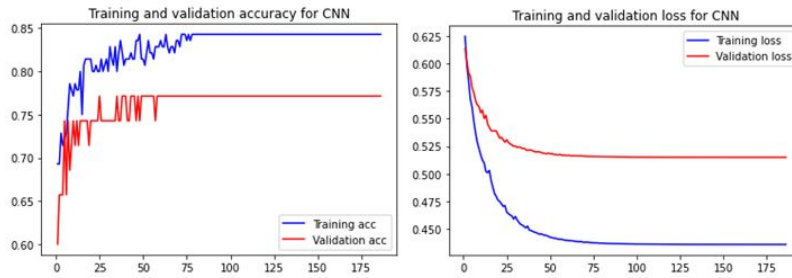 Training and validation accuracy for CNN
0.85
0.80
0.75
0.70
0.65
0.60
Training acc
Validation acc
0 25 50 75 100 125 150 175
Training and validation loss for CNN
0.625
0.600
0.575
0.550
0.525
0.500
0.475
0.450
Training loss
Validation loss
0 25 50 75 100 125 150 175